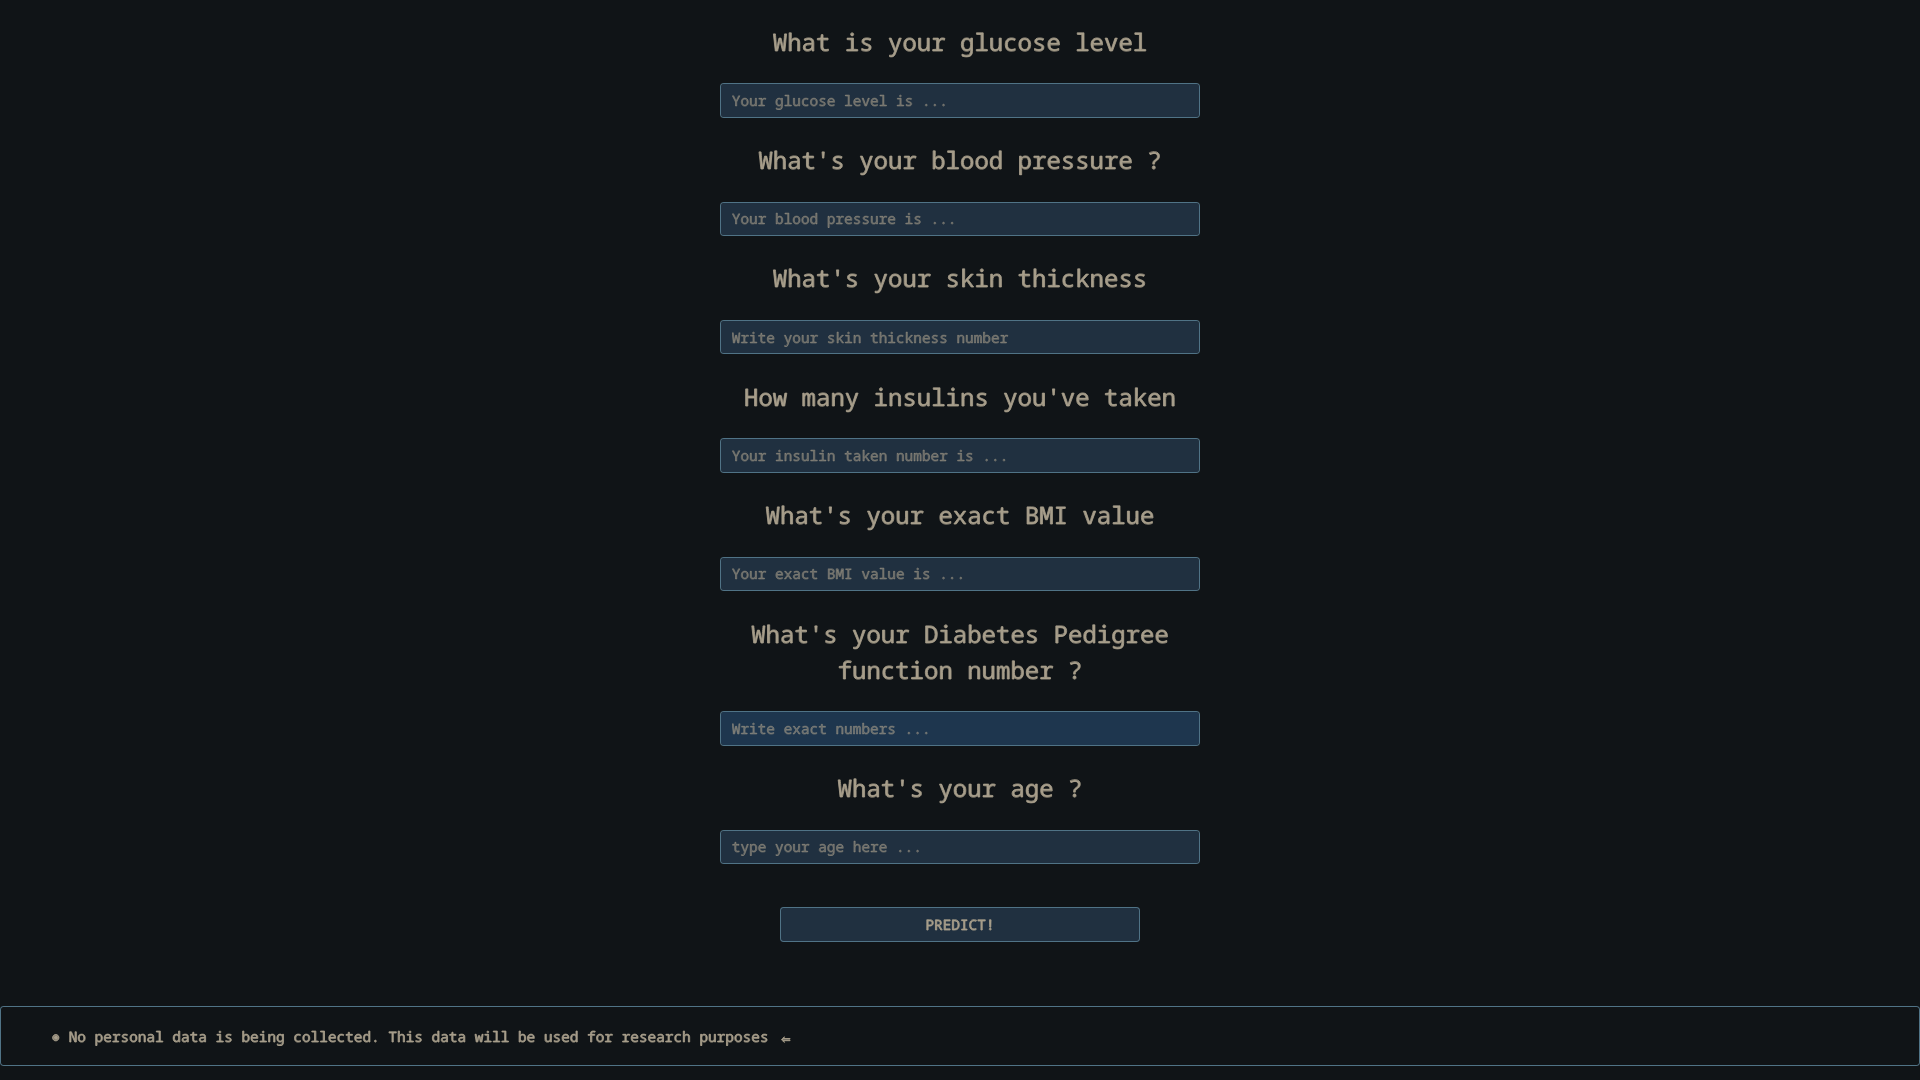 What is your glucose level
Your glucose level is ...
What's your blood pressure ?
Your blood pressure is ...
What's your skin thickness
Write your skin thickness number
How many insulins you've taken
Your insulin taken number is ...
What's your exact BMI value
Your exact BMI value is ...
What's your Diabetes Pedigree
function number ?
Write exact numbers ...
What's your age ?
type your age here ...
PREDICT!
● No personal data is being collected. This data will be used for research purposes ⇐